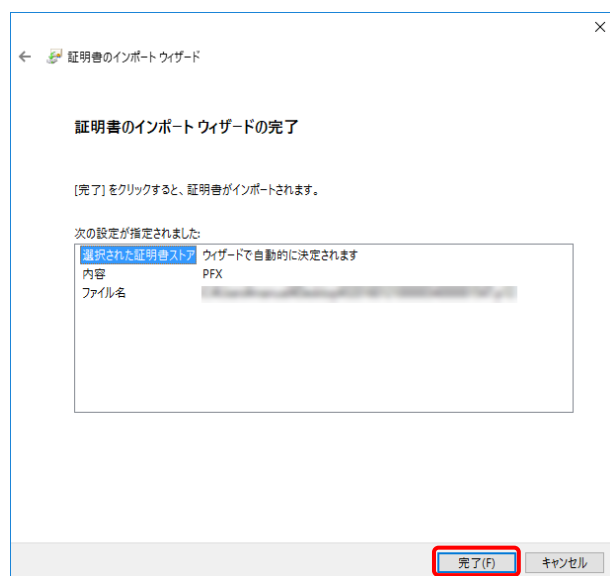 証明書のインポート ウィザード
証明書のインポート ウィザードの完了
[完了] をクリックすると、証明書がインポートされます。
次の設定が指定されました:
選択された証明書ストア ウィザードで自動的に決定されます
内容 PFX
ファイル名
完了(F) キャンセル